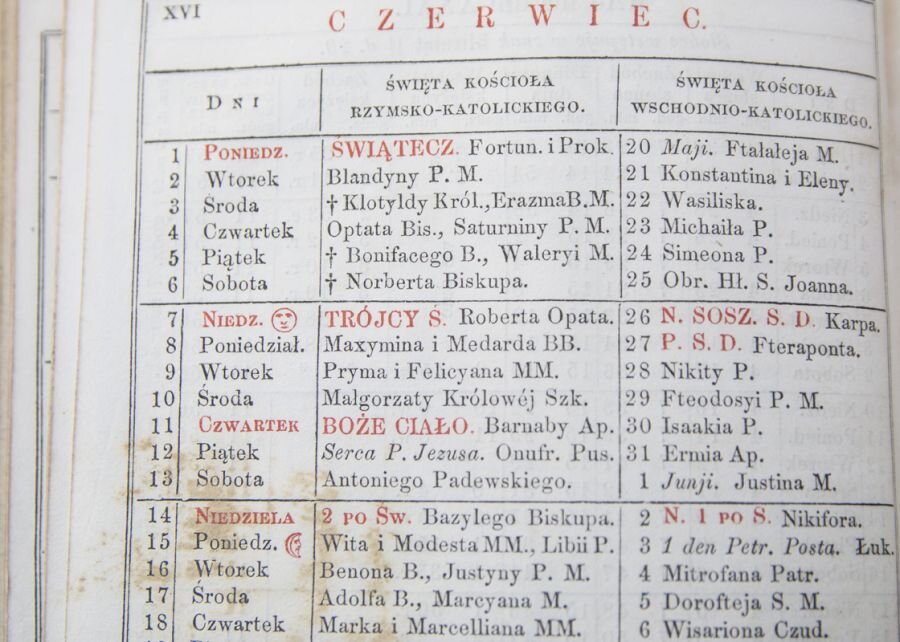 XVI
CZERWIEC.
DNI ŚWIĘTA KOŚCIOŁA RZYMSKO-KATOLICKIEGO. ŚWIĘTA KOŚCIOŁA WSCHODNIO-KATOLICKIEGO.
1 PONIEDZ. ŚWIĄTECZ. Fortun. i Prok. 20 Maji. Ftalałeja M.
2 Wtorek Blandyny P. M. 21 Konstantina i Eleny.
3 Środa † Klotyldy Król., Erazma B. M. 22 Wasiliska.
4 Czwartek Optata Bis., Saturniny P. M. 23 Michaiła P.
5 Piątek † Bonifacego B., Waleryi M. 24 Simeona P.
6 Sobota † Norberta Biskupa. 25 Obr. Hł. S. Joanna.
7 NIEDZ. TRÓJCY Ś. Roberta Opata. 26 N. SOSZ. S. D. Karpa.
8 Poniedział. Maxymina i Medarda BB. 27 P. S. D. Fteraponta.
9 Wtorek Pryma i Felicyana MM. 28 Nikity P.
10 Środa Małgorzaty Królowéj Szk. 29 Fteodosyi P. M.
11 CZWARTEK BOŻE CIAŁO. Barnaby Ap. 30 Isaakia P.
12 Piątek Serca P. Jezusa. Onufr. Pus. 31 Ermia Ap.
13 Sobota Antoniego Padewskiego. 1 Junji. Justina M.
14 NIEDZIELA 2 PO ŚW. Bazylego Biskupa. 2 N. 1 PO S. Nikifora.
15 Poniedz. Wita i Modesta MM., Libii P. 3 1 den Petr. Posta. Łuk.
16 Wtorek Benona B., Justyny P. M. 4 Mitrofana Patr.
17 Środa Adolfa B., Marcyana M. 5 Dorofteja S. M.
18 Czwartek Marka i Marcelliana MM. 6 Wisariona Czud.